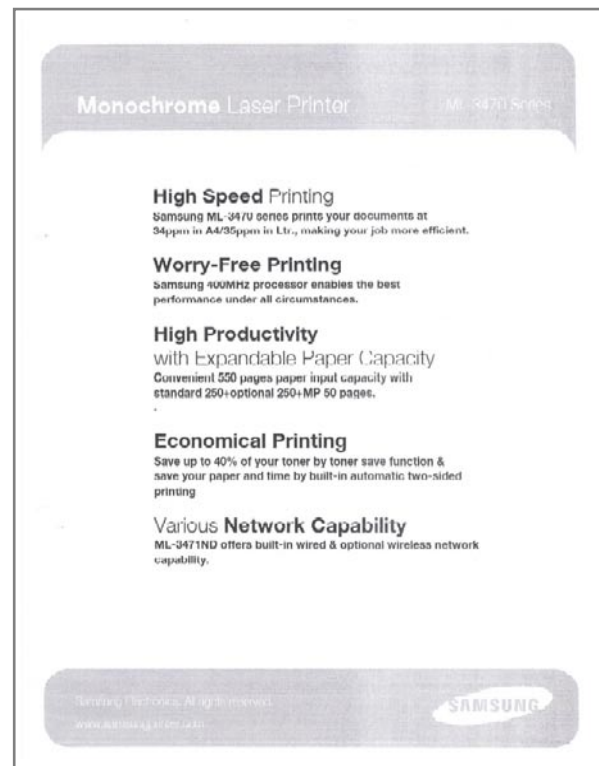 Monochrome Laser Printer ML-3470 Series
High Speed Printing
Samsung ML-3470 series prints your documents at
34ppm in A4/35ppm in Ltr., making your job more efficient.
Worry-Free Printing
Samsung 400MHz processor enables the best
performance under all circumstances.
High Productivity
with Expandable Paper Capacity
Convenient 550 pages paper input capacity with
standard 250+optional 250+MP 50 pages.
Economical Printing
Save up to 40% of your toner by toner save function &
save your paper and time by built-in automatic two-sided
printing
Various Network Capability
ML-3471ND offers built-in wired & optional wireless network
capability.
Samsung Electronics. All rights reserved.
SAMSUNG